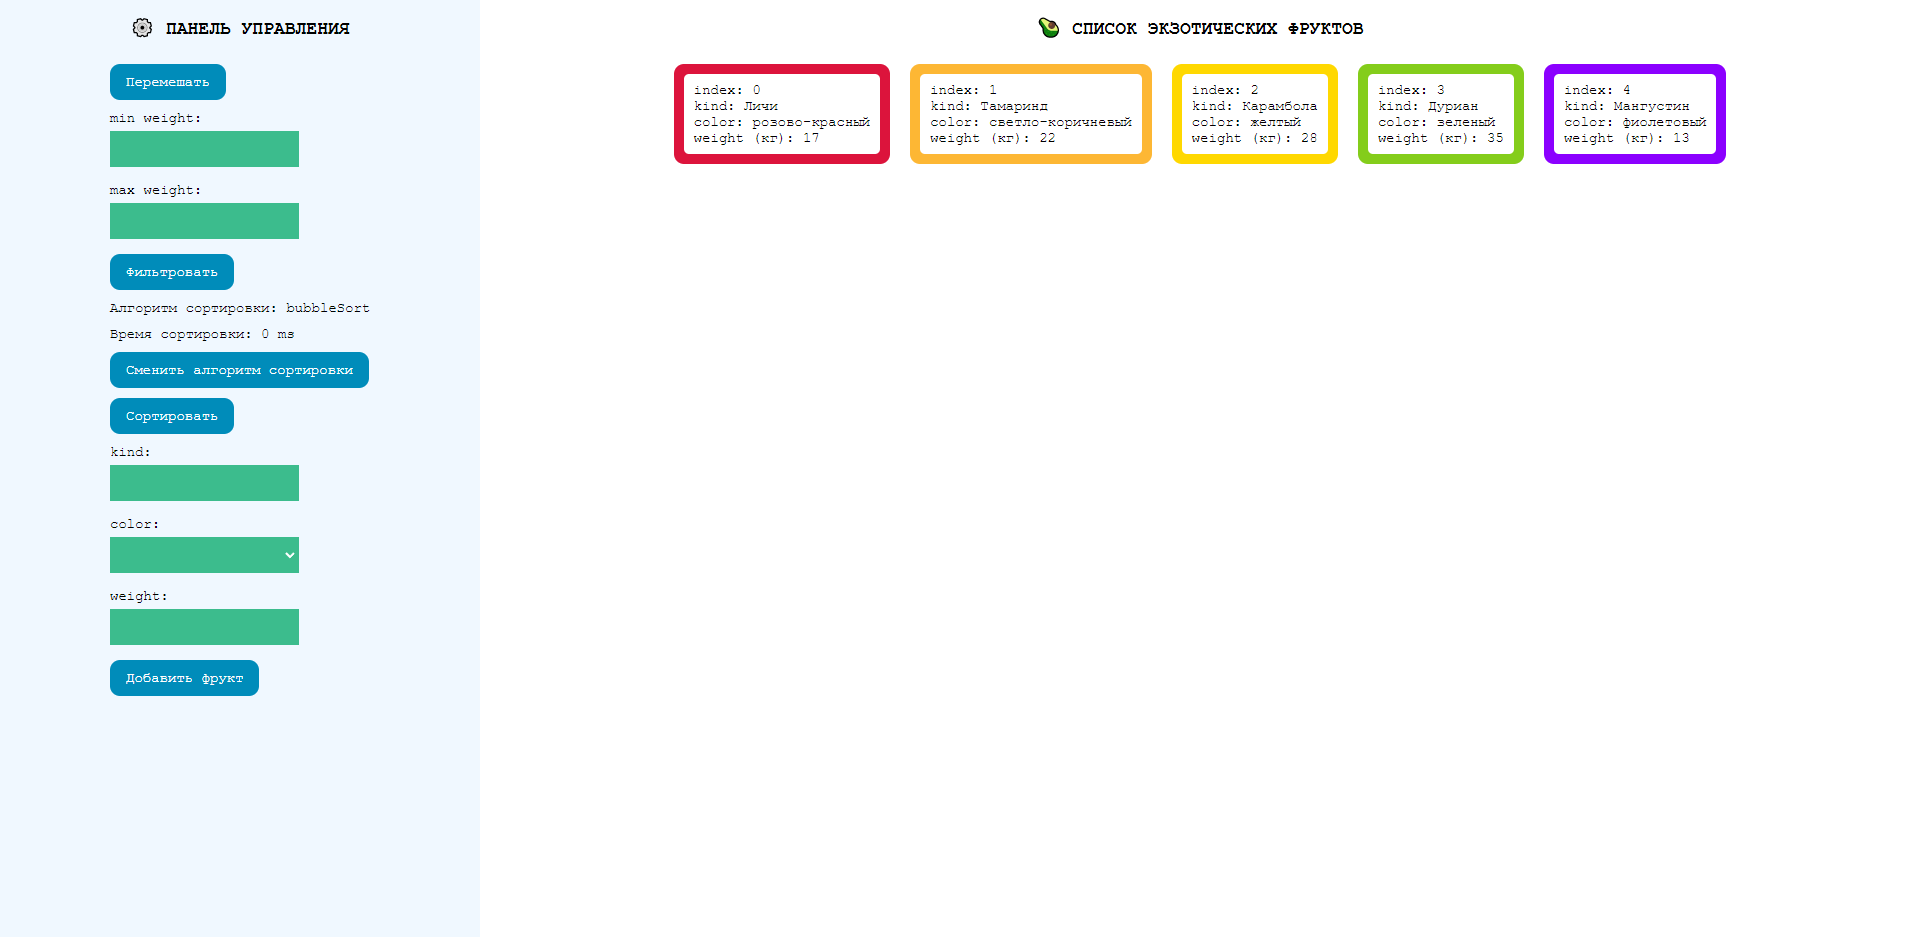 ПАНЕЛЬ УПРАВЛЕНИЯ
Перемешать
min weight:
max weight:
Фильтровать
Алгоритм сортировки: bubbleSort
Время сортировки: 0 ms
Сменить алгоритм сортировки
Сортировать
kind:
color:
weight:
Добавить фрукт
СПИСОК ЭКЗОТИЧЕСКИХ ФРУКТОВ
index: 0
kind: Личи
color: розово-красный
weight (кг): 17
index: 1
kind: Тамаринд
color: светло-коричневый
weight (кг): 22
index: 2
kind: Карамбола
color: желтый
weight (кг): 28
index: 3
kind: Дуриан
color: зеленый
weight (кг): 35
index: 4
kind: Мангустин
color: фиолетовый
weight (кг): 13